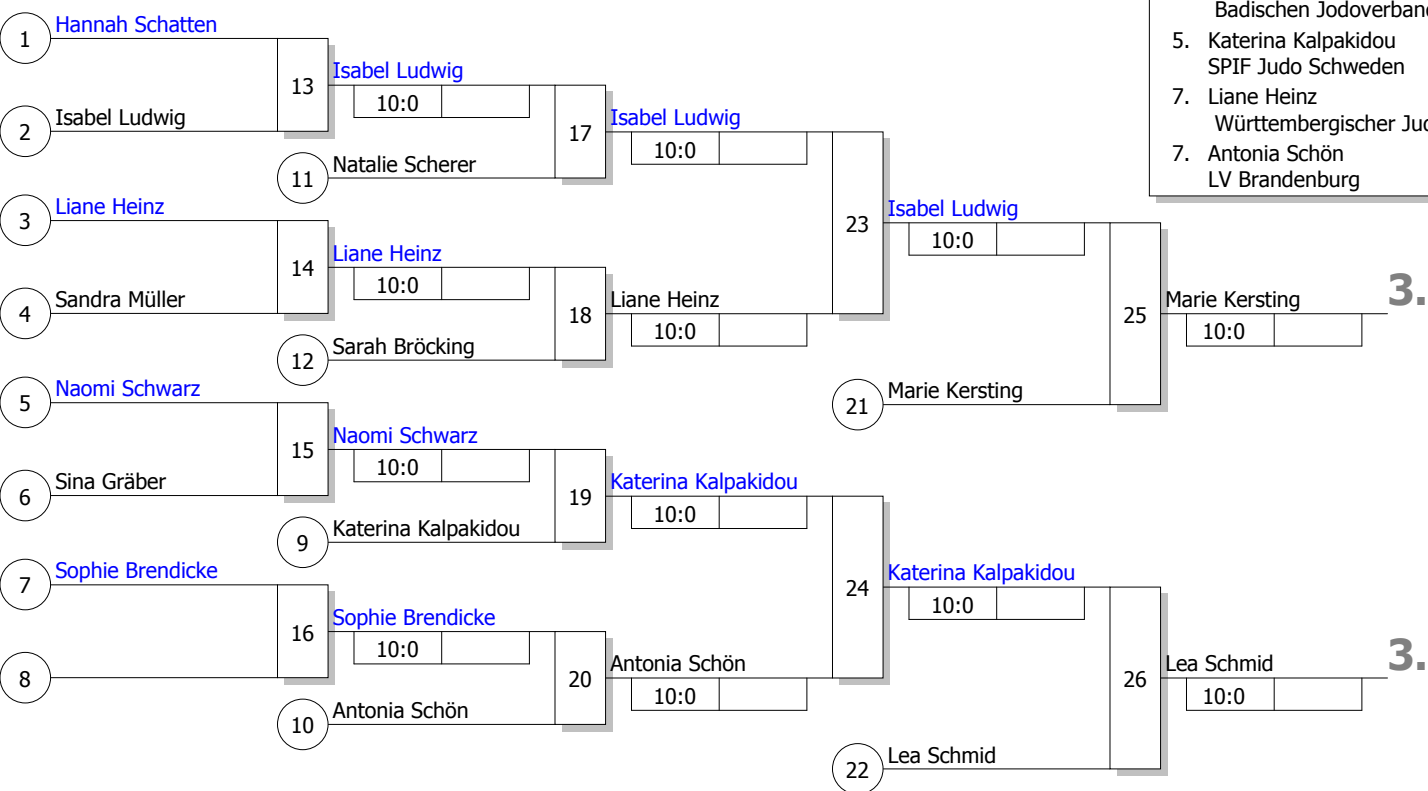 Badischen Jodoverban
5. Katerina Kalpakidou
SPIF Judo Schweden
7. Liane Heinz
Württembergischer
7. Antonia Schön
LV Brandenburg
1 Hannah Schatten
13 Isabel Ludwig
10:0
2 Isabel Ludwig
17 Isabel Ludwig
10:0
11 Natalie Scherer
3 Liane Heinz
23 Isabel Ludwig
10:0
14 Liane Heinz
10:0
4 Sandra Müller
18 Liane Heinz
10:0
12 Sarah Bröcking
25 Marie Kersting
10:0
3.
5 Naomi Schwarz
21 Marie Kersting
15 Naomi Schwarz
10:0
6 Sina Gräber
19 Katerina Kalpakidou
10:0
9 Katerina Kalpakidou
7 Sophie Brendicke
24 Katerina Kalpakidou
10:0
16 Sophie Brendicke
10:0
8
20 Antonia Schön
10:0
10 Antonia Schön
26 Lea Schmid
10:0
3.
22 Lea Schmid